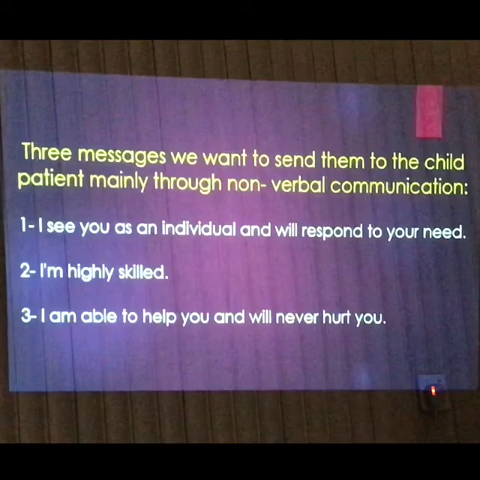 Three messages we want to send them to the child
patient mainly through non- verbal communication:
1- I see you as an individual and will respond to your need.
2- I'm highly skilled.
3- I am able to help you and will never hurt you.